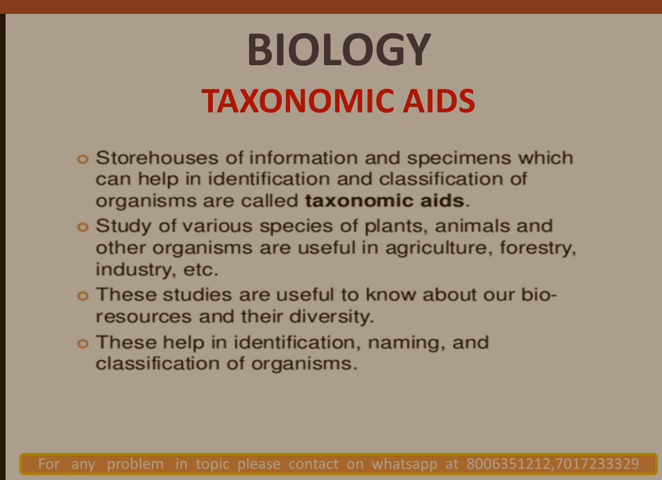 BIOLOGY
TAXONOMIC AIDS
Storehouses of information and specimens which
can help in identification and classification of
organisms are called taxonomic aids.
Study of various species of plants, animals and
other organisms are useful in agriculture, forestry,
industry, etc.
These studies are useful to know about our bio-
resources and their diversity.
These help in identification, naming, and
classification of organisms.
For any problem in topic please contact on whatsapp at 8006351212,7017233329